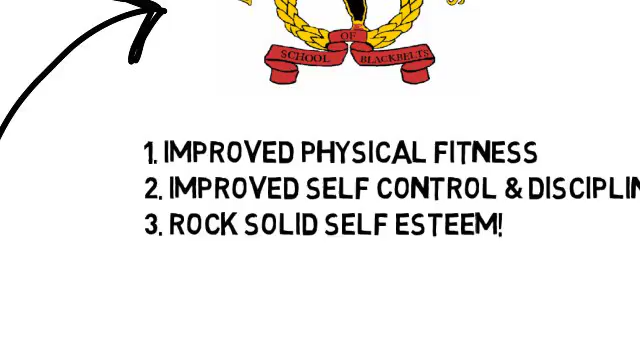 SCHOOL OF BLACKBELTS
1. IMPROVED PHYSICAL FITNESS
2. IMPROVED SELF CONTROL & DISCIPLIN
3. ROCK SOLID SELF ESTEEM!